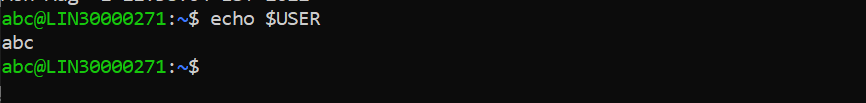 abc@LIN30000271:~$ echo $USER
abc
abc@LIN30000271:~$